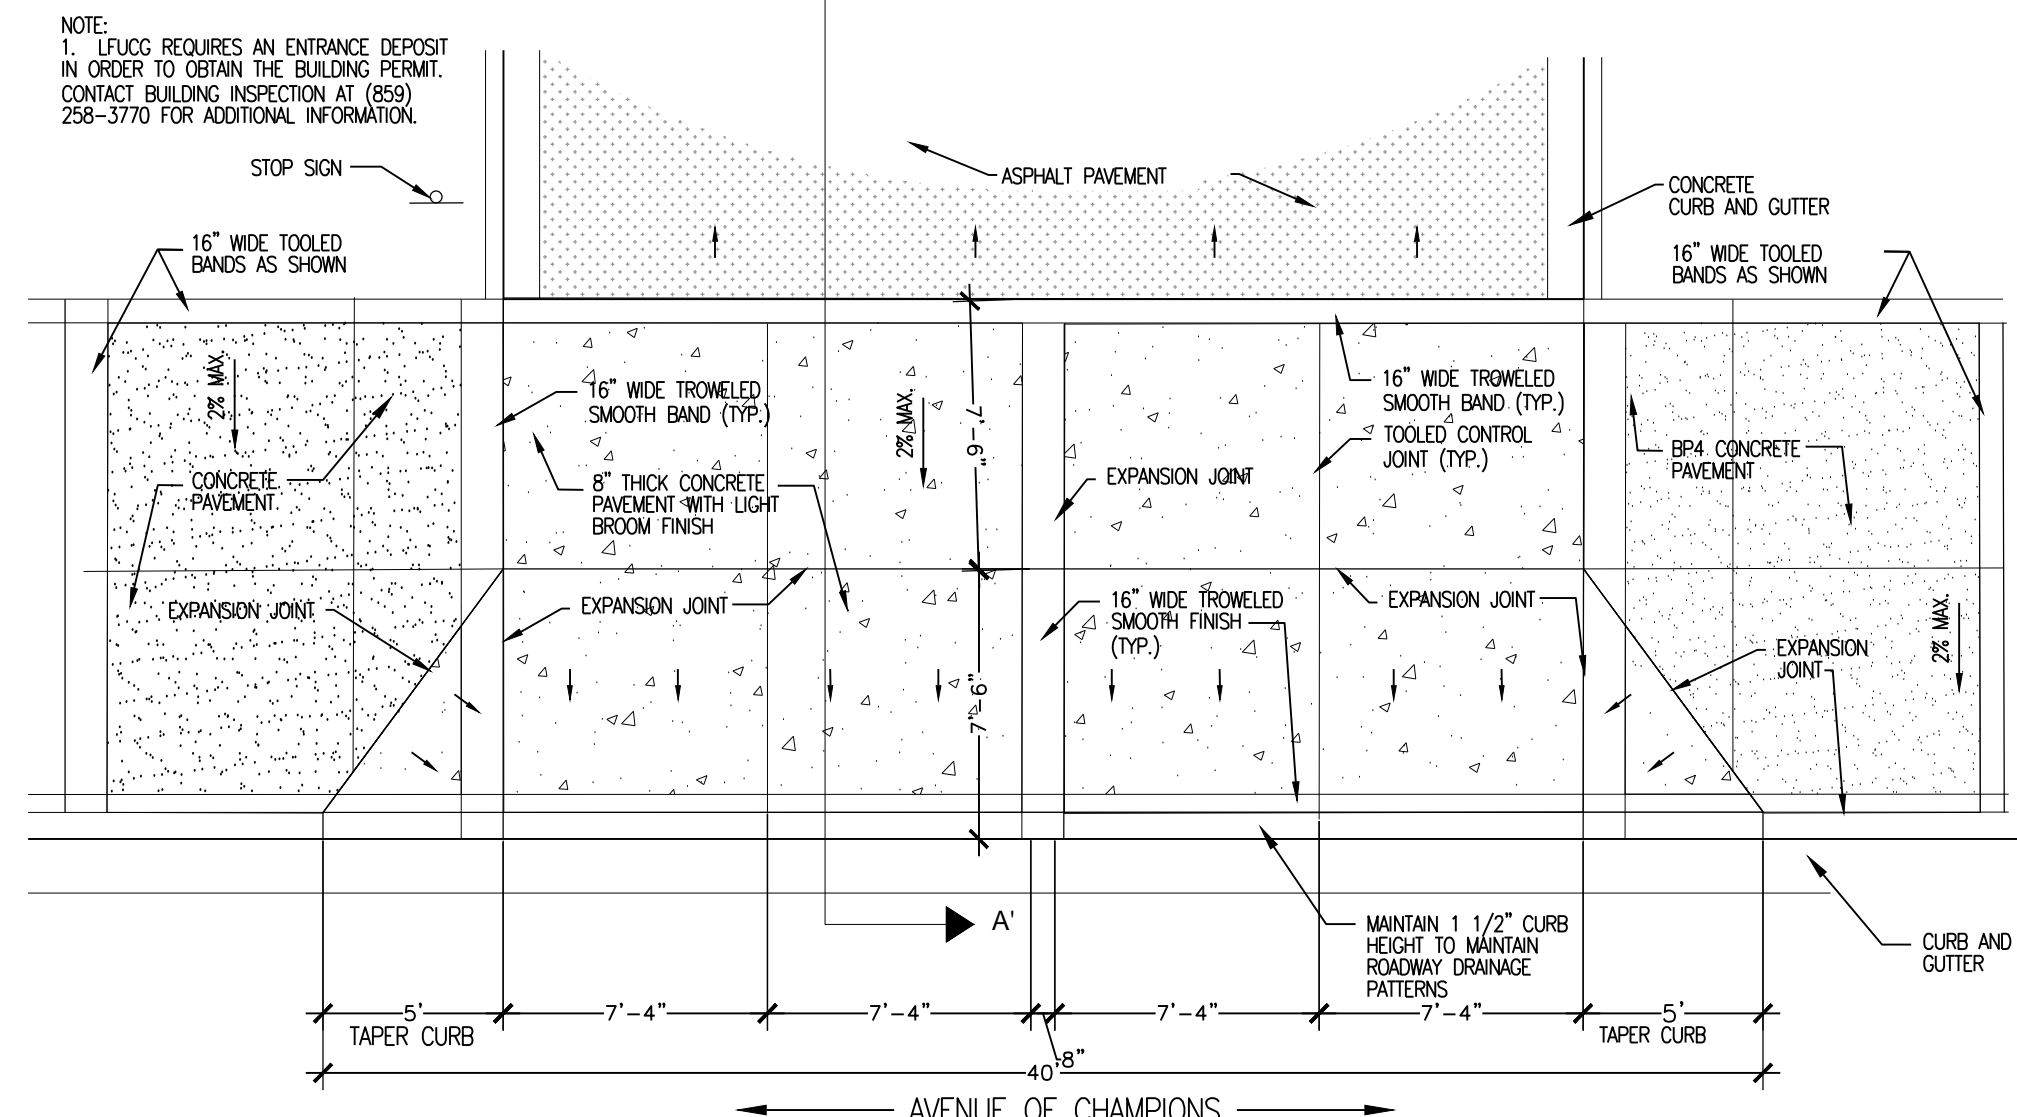 NOTE:
1. LFUCG REQUIRES AN ENTRANCE DEPOSIT
IN ORDER TO OBTAIN THE BUILDING PERMIT.
CONTACT BUILDING INSPECTION AT (859)
258-3770 FOR ADDITIONAL INFORMATION.
STOP SIGN
ASPHALT PAVEMENT
CONCRETE
CURB AND GUTTER
16" WIDE TOOLED
BANDS AS SHOWN
16" WIDE TOOLED
BANDS AS SHOWN
2% MAX.
16" WIDE TROWELED
SMOOTH BAND (TYP.)
2% MAX.
7'-6"
16" WIDE TROWELED
SMOOTH BAND (TYP.)
TOOLED CONTROL
JOINT (TYP.)
BP4 CONCRETE
PAVEMENT
CONCRETE
PAVEMENT
8" THICK CONCRETE
PAVEMENT WITH LIGHT
BROOM FINISH
EXPANSION JOINT
EXPANSION JOINT
EXPANSION JOINT
16" WIDE TROWELED
SMOOTH FINISH
(TYP.)
EXPANSION JOINT
EXPANSION
JOINT
2% MAX.
7'-6"
A'
MAINTAIN 1 1/2" CURB
HEIGHT TO MAINTAIN
ROADWAY DRAINAGE
PATTERNS
CURB AND
GUTTER
5'
TAPER CURB
7'-4"
7'-4"
7'-4"
7'-4"
5'
TAPER CURB
8"
40'
AVENUE OF CHAMPIONS